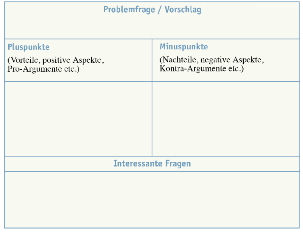 Problemfrage / Vorschlag
Pluspunkte
(Vorteile, positive Aspekte,
Pro-Argumente etc.)
Minuspunkte
(Nachteile, negative Aspekte,
Kontra-Argumente etc.)
Interessante Fragen